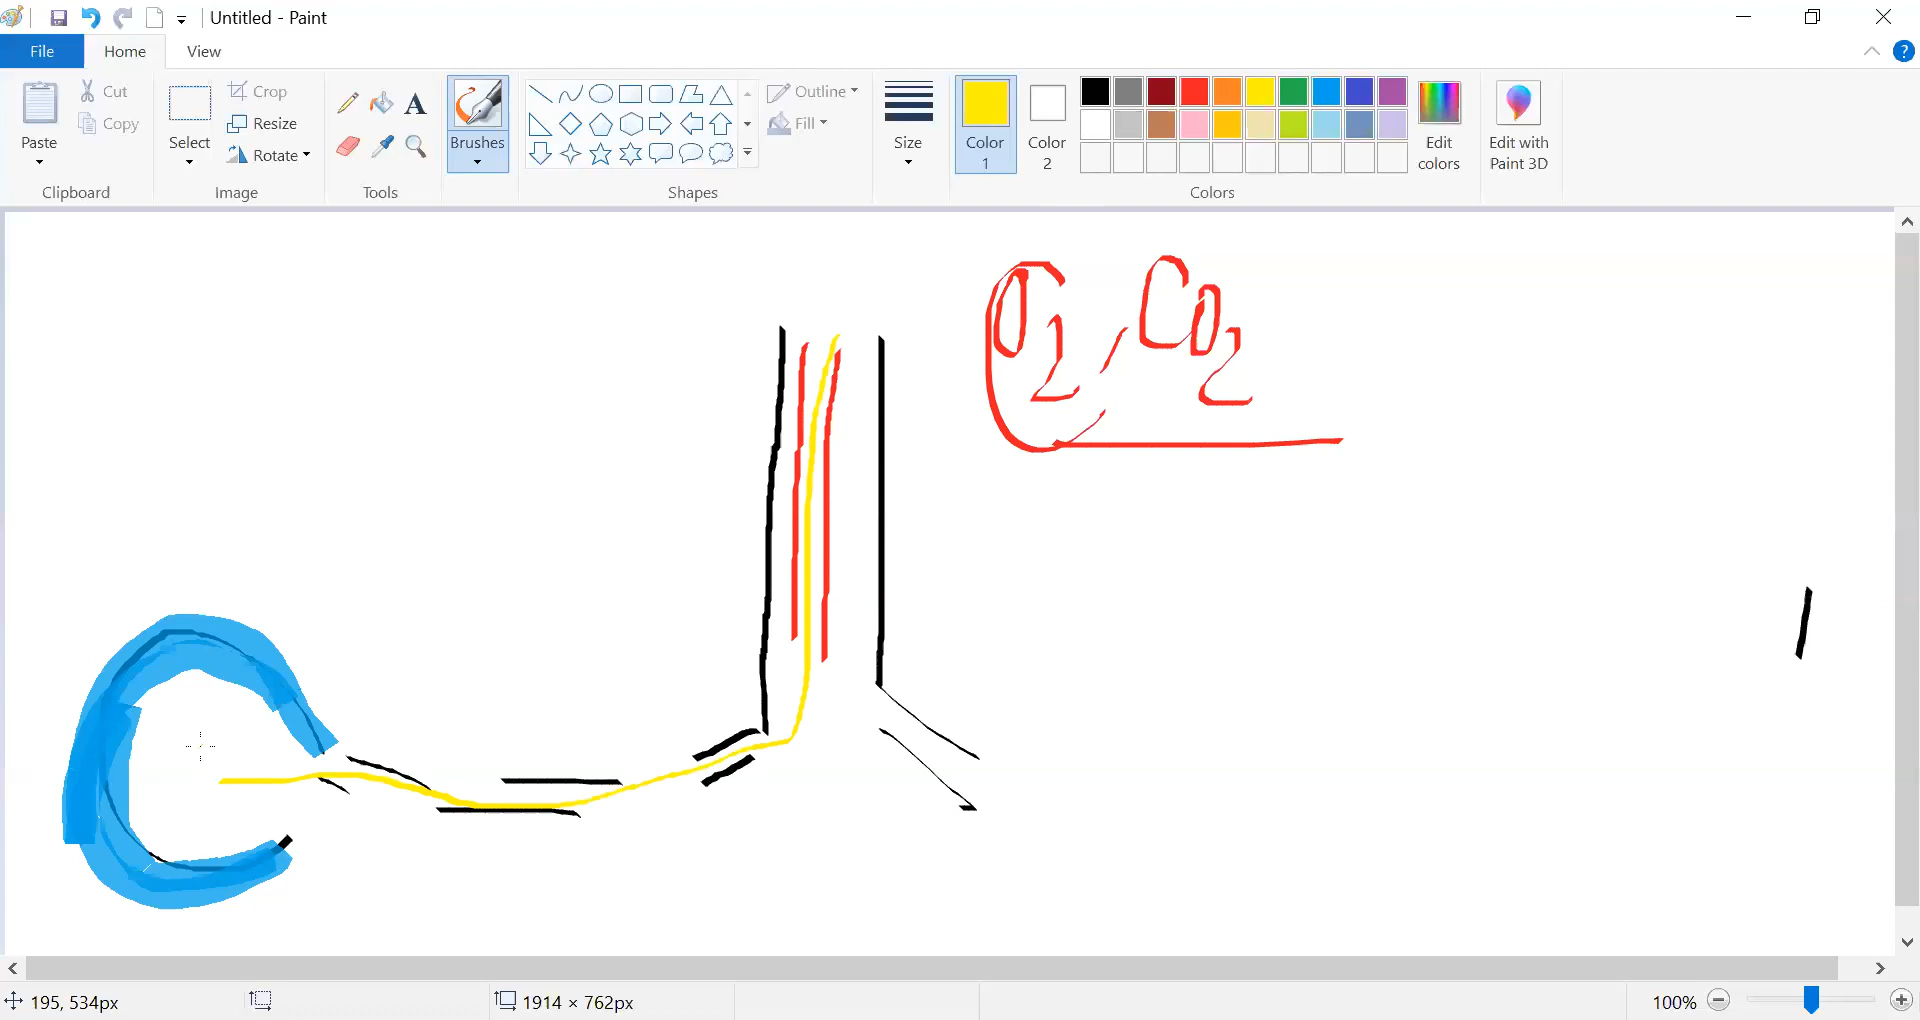 Untitled - Paint
File Home View
Paste
Cut
Copy
Clipboard
Select
Crop
Resize
Rotate
Image
Tools
Brushes
Shapes
Outline
Fill
Size
Color 1
Color 2
Edit colors
Colors
Edit with Paint 3D
O2, CO2
195, 534px
1914 × 762px
100%